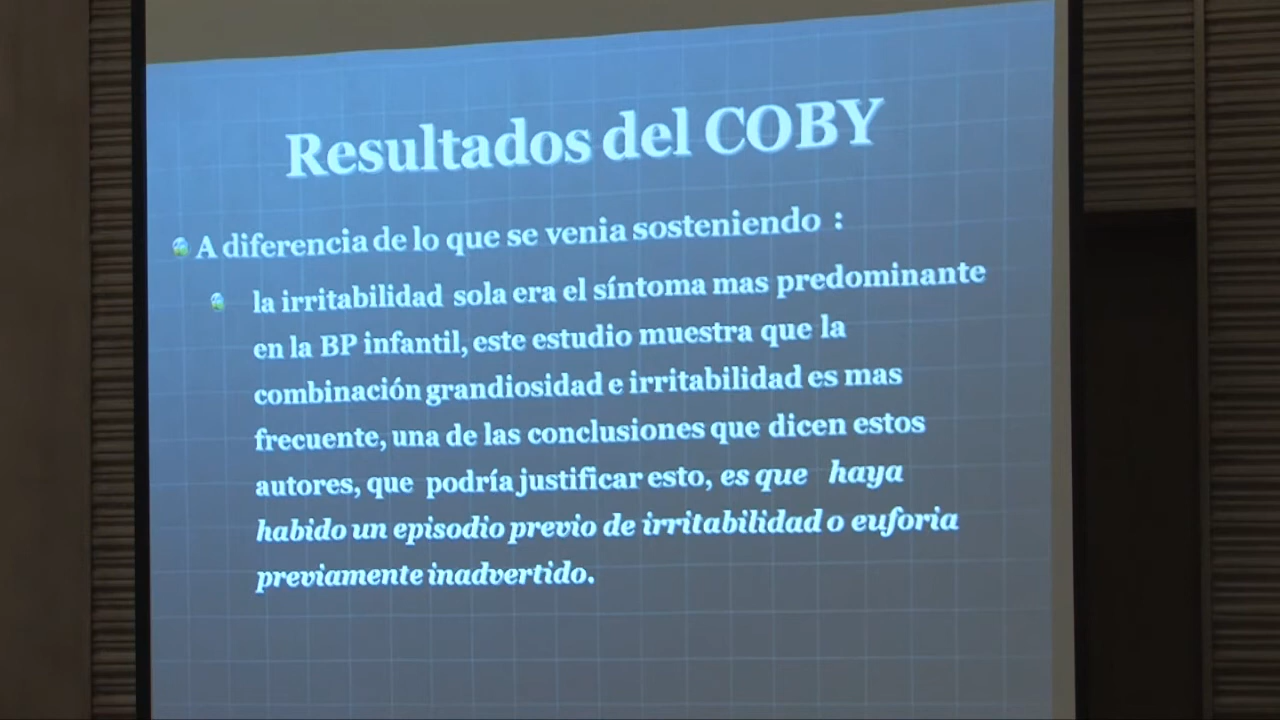 Resultados del COBY
A diferencia de lo que se venia sosteniendo :
la irritabilidad sola era el síntoma mas predominante
en la BP infantil, este estudio muestra que la
combinación grandiosidad e irritabilidad es mas
frecuente, una de las conclusiones que dicen estos
autores, que podría justificar esto, es que haya
habido un episodio previo de irritabilidad o euforia
previamente inadvertido.